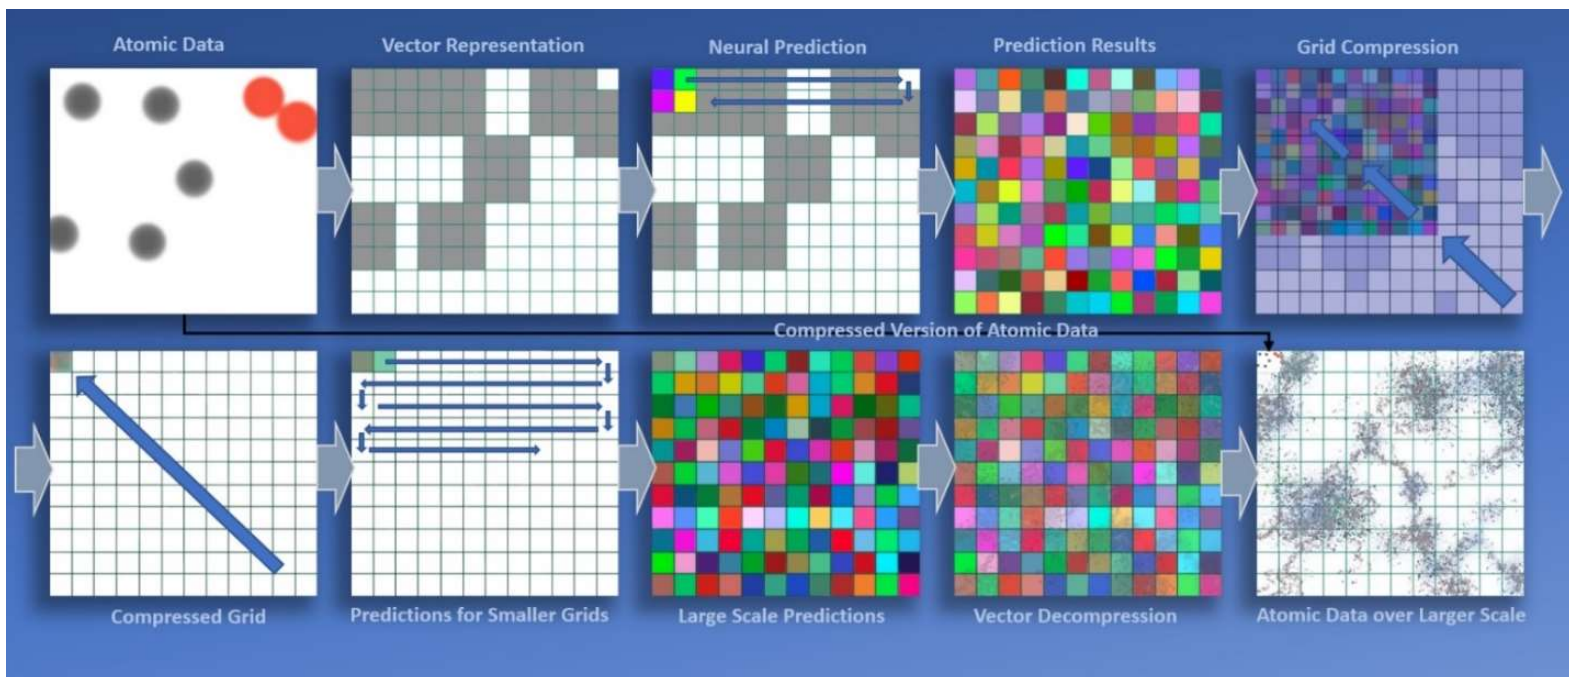 Atomic Data
Vector Representation
Neural Prediction
Prediction Results
Grid Compression
Compressed Version of Atomic Data
Compressed Grid
Predictions for Smaller Grids
Large Scale Predictions
Vector Decompression
Atomic Data over Larger Scale